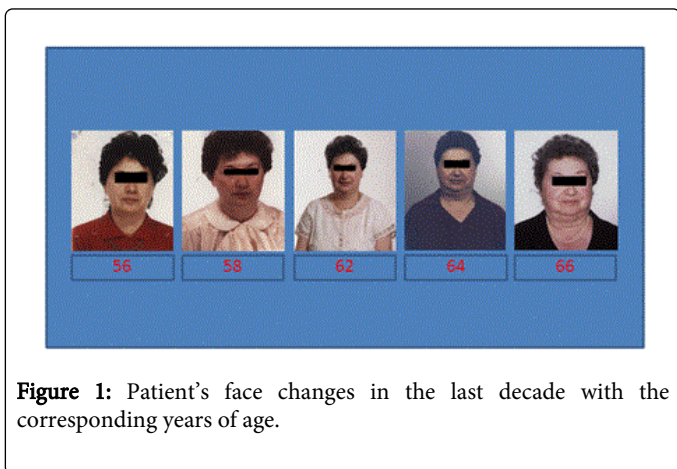 56 58 62 64 66
Figure 1: Patient's face changes in the last decade with the
corresponding years of age.